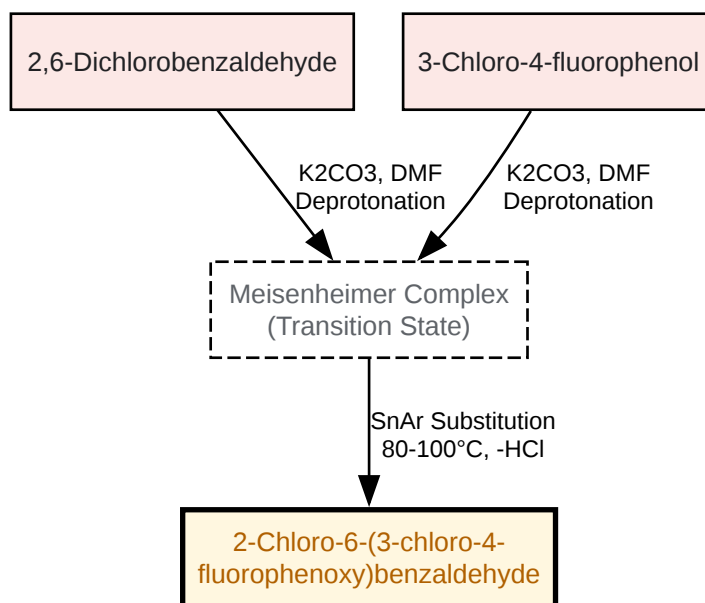 2,6-Dichlorobenzaldehyde
3-Chloro-4-fluorophenol
K2CO3, DMF
Deprotonation
K2CO3, DMF
Deprotonation
Meisenheimer Complex
(Transition State)
SnAr Substitution
80-100°C, -HCl
2-Chloro-6-(3-chloro-4-
fluorophenoxy)benzaldehyde